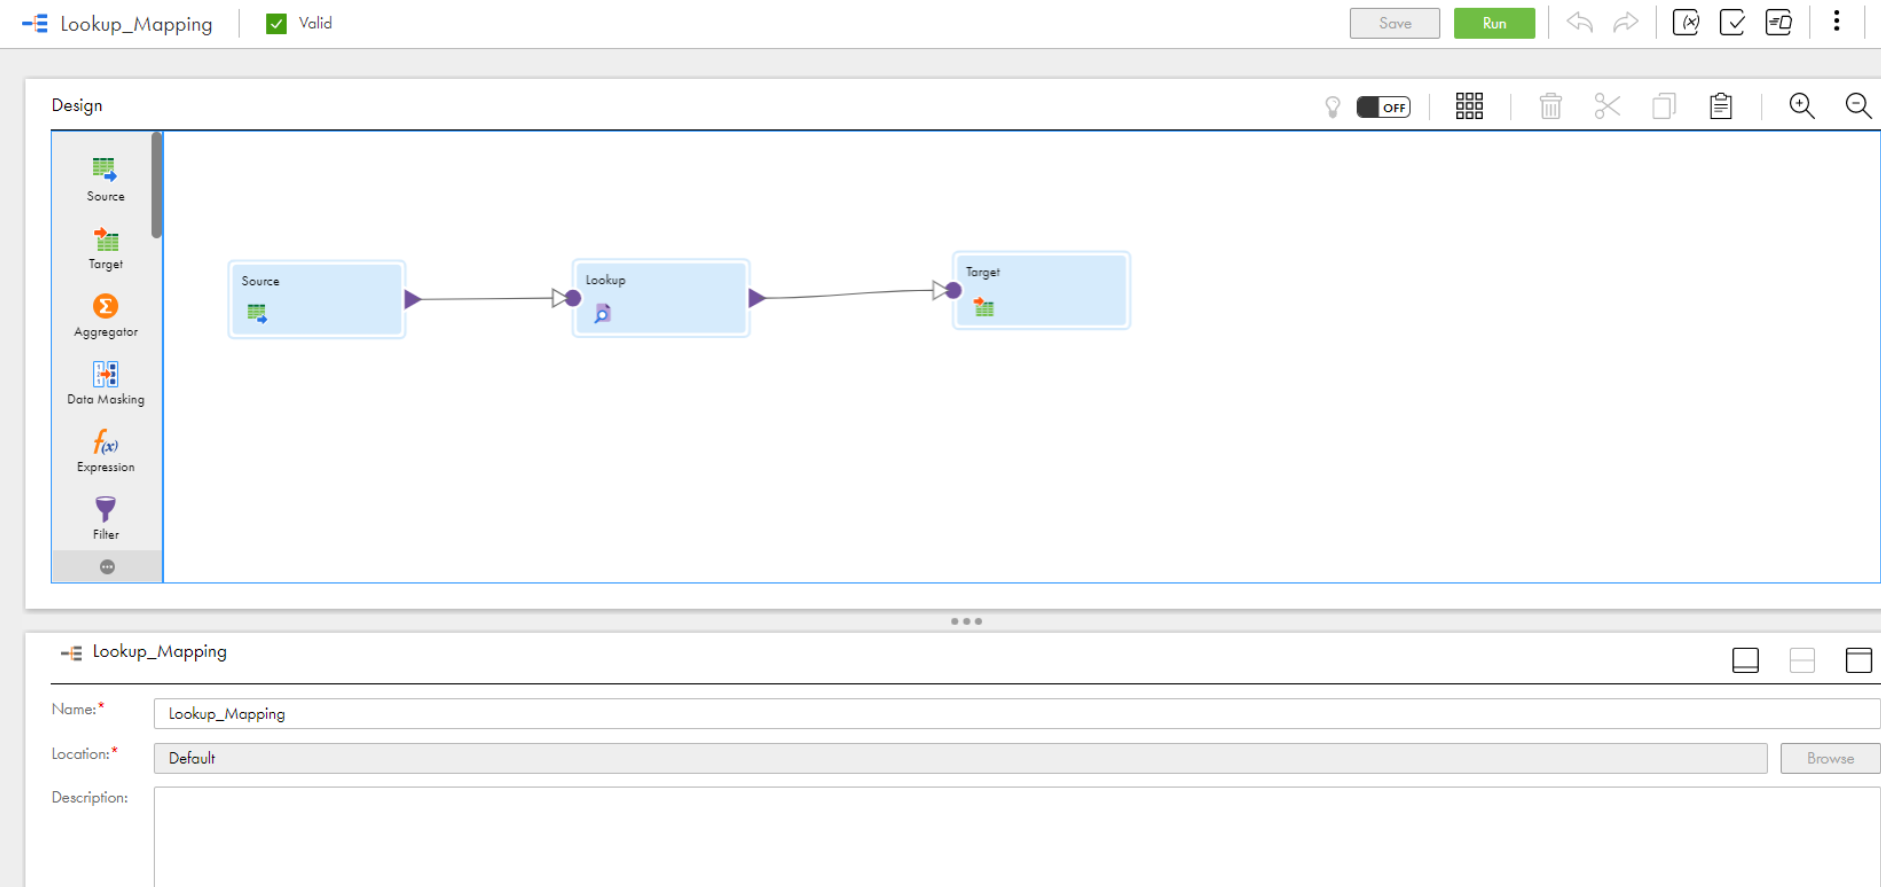 Lookup_Mapping
Valid
Save
Run
(x)
Design
OFF
Source
Target
Aggregator
Data Masking
f(x)
Expression
Filter
Source
Lookup
Target
Lookup_Mapping
Name:*
Lookup_Mapping
Location:*
Default
Browse
Description: